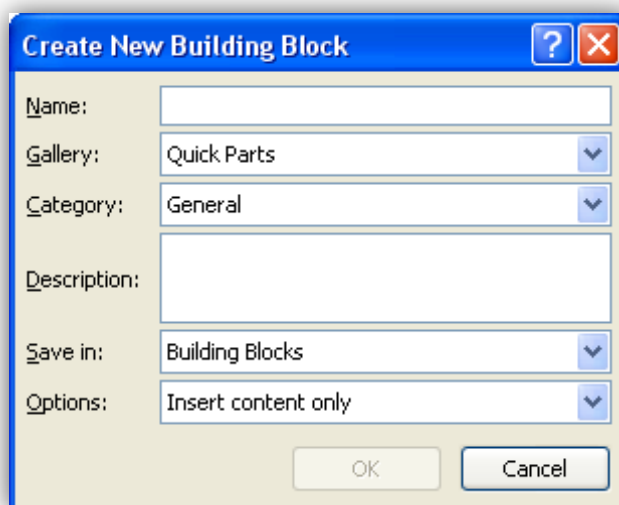 Create New Building Block ?
Name:
Gallery: Quick Parts
Category: General
Description:
Save in: Building Blocks
Options: Insert content only
OK Cancel